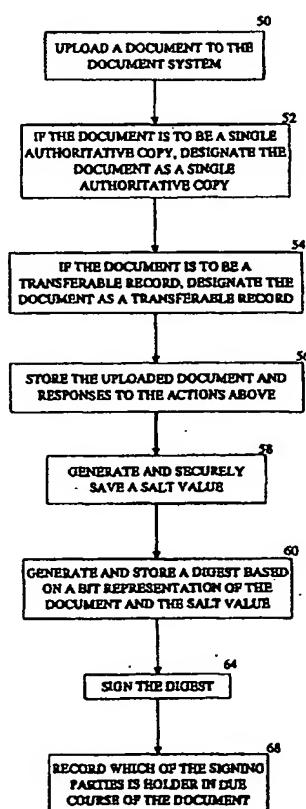 50
UPLOAD A DOCUMENT TO THE
DOCUMENT SYSTEM
52
IF THE DOCUMENT IS TO BE A SINGLE
AUTHORITATIVE COPY, DESIGNATE THE
DOCUMENT AS A SINGLE
AUTHORITATIVE COPY
54
IF THE DOCUMENT IS TO BE A
TRANSFERABLE RECORD, DESIGNATE THE
DOCUMENT AS A TRANSFERABLE RECORD
56
STORE THE UPLOADED DOCUMENT AND
RESPONSES TO THE ACTIONS ABOVE
58
GENERATE AND SECURELY
SAVE A SALT VALUE
60
GENERATE AND STORE A DIGEST BASED
ON A BIT REPRESENTATION OF THE
DOCUMENT AND THE SALT VALUE
64
SIGN THE DIGEST
68
RECORD WHICH OF THE SIGNING
PARTIES IS HOLDER IN DUE
COURSE OF THE DOCUMENT